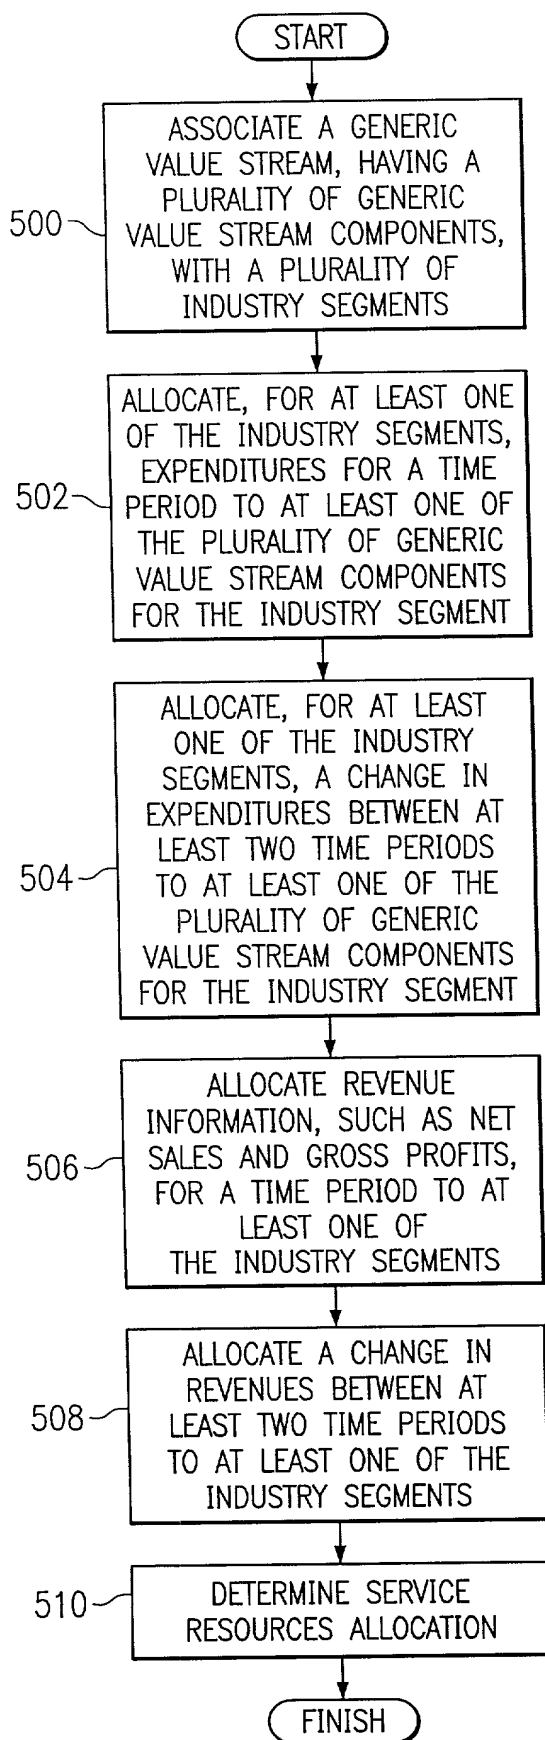 START
ASSOCIATE A GENERIC
VALUE STREAM, HAVING A
PLURALITY OF GENERIC
VALUE STREAM COMPONENTS,
WITH A PLURALITY OF
INDUSTRY SEGMENTS
500
ALLOCATE, FOR AT LEAST ONE
OF THE INDUSTRY SEGMENTS,
EXPENDITURES FOR A TIME
PERIOD TO AT LEAST ONE OF
THE PLURALITY OF GENERIC
VALUE STREAM COMPONENTS
FOR THE INDUSTRY SEGMENT
502
ALLOCATE, FOR AT LEAST
ONE OF THE INDUSTRY
SEGMENTS, A CHANGE IN
EXPENDITURES BETWEEN AT
LEAST TWO TIME PERIODS
TO AT LEAST ONE OF THE
PLURALITY OF GENERIC
VALUE STREAM COMPONENTS
FOR THE INDUSTRY SEGMENT
504
ALLOCATE REVENUE
INFORMATION, SUCH AS NET
SALES AND GROSS PROFITS,
FOR A TIME PERIOD TO AT
LEAST ONE OF
THE INDUSTRY SEGMENTS
506
ALLOCATE A CHANGE IN
REVENUES BETWEEN AT
LEAST TWO TIME PERIODS
TO AT LEAST ONE OF THE
INDUSTRY SEGMENTS
508
DETERMINE SERVICE
RESOURCES ALLOCATION
510
FINISH